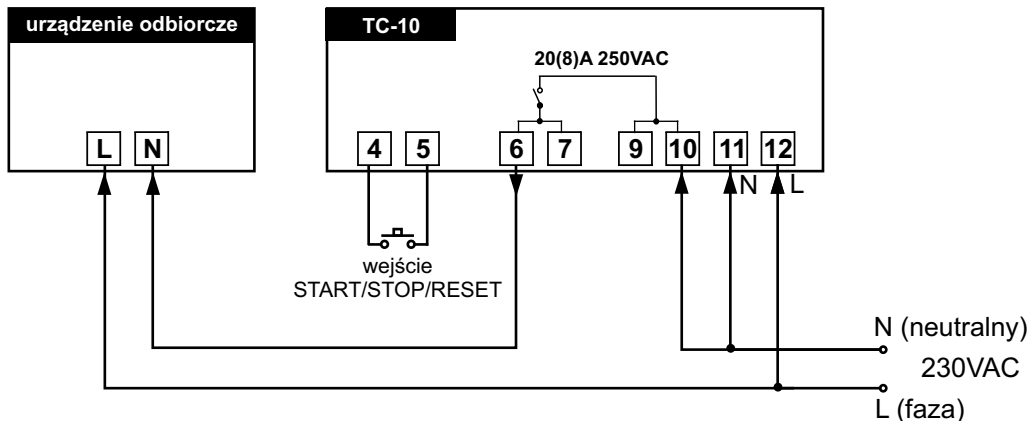 urządzenie odbiorcze
TC-10
20(8)A 250VAC
L N
4 5 6 7 9 10 11 12
N L
wejście
START/STOP/RESET
N (neutralny)
230VAC
L (faza)